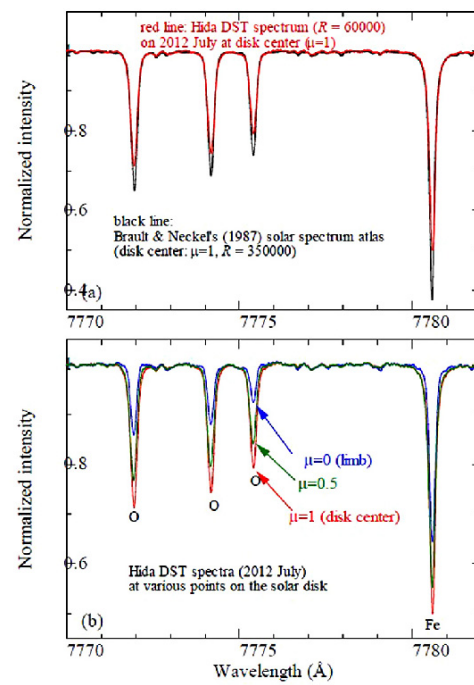 red line: Hida DST spectrum (R = 60000)
on 2012 July at disk center (μ=1)
Normalized intensity
0.8
0.6
0.4
black line:
Brault & Neckel's (1987) solar spectrum atlas
(disk center: μ=1, R = 350000)
(a)
7770
7775
7780
Normalized intensity
0.8
0.6
μ=0 (limb)
μ=0.5
μ=1 (disk center)
O
O
O
Fe
Hida DST spectra (2012 July)
at various points on the solar disk
(b)
7770
7775
7780
Wavelength (Å)